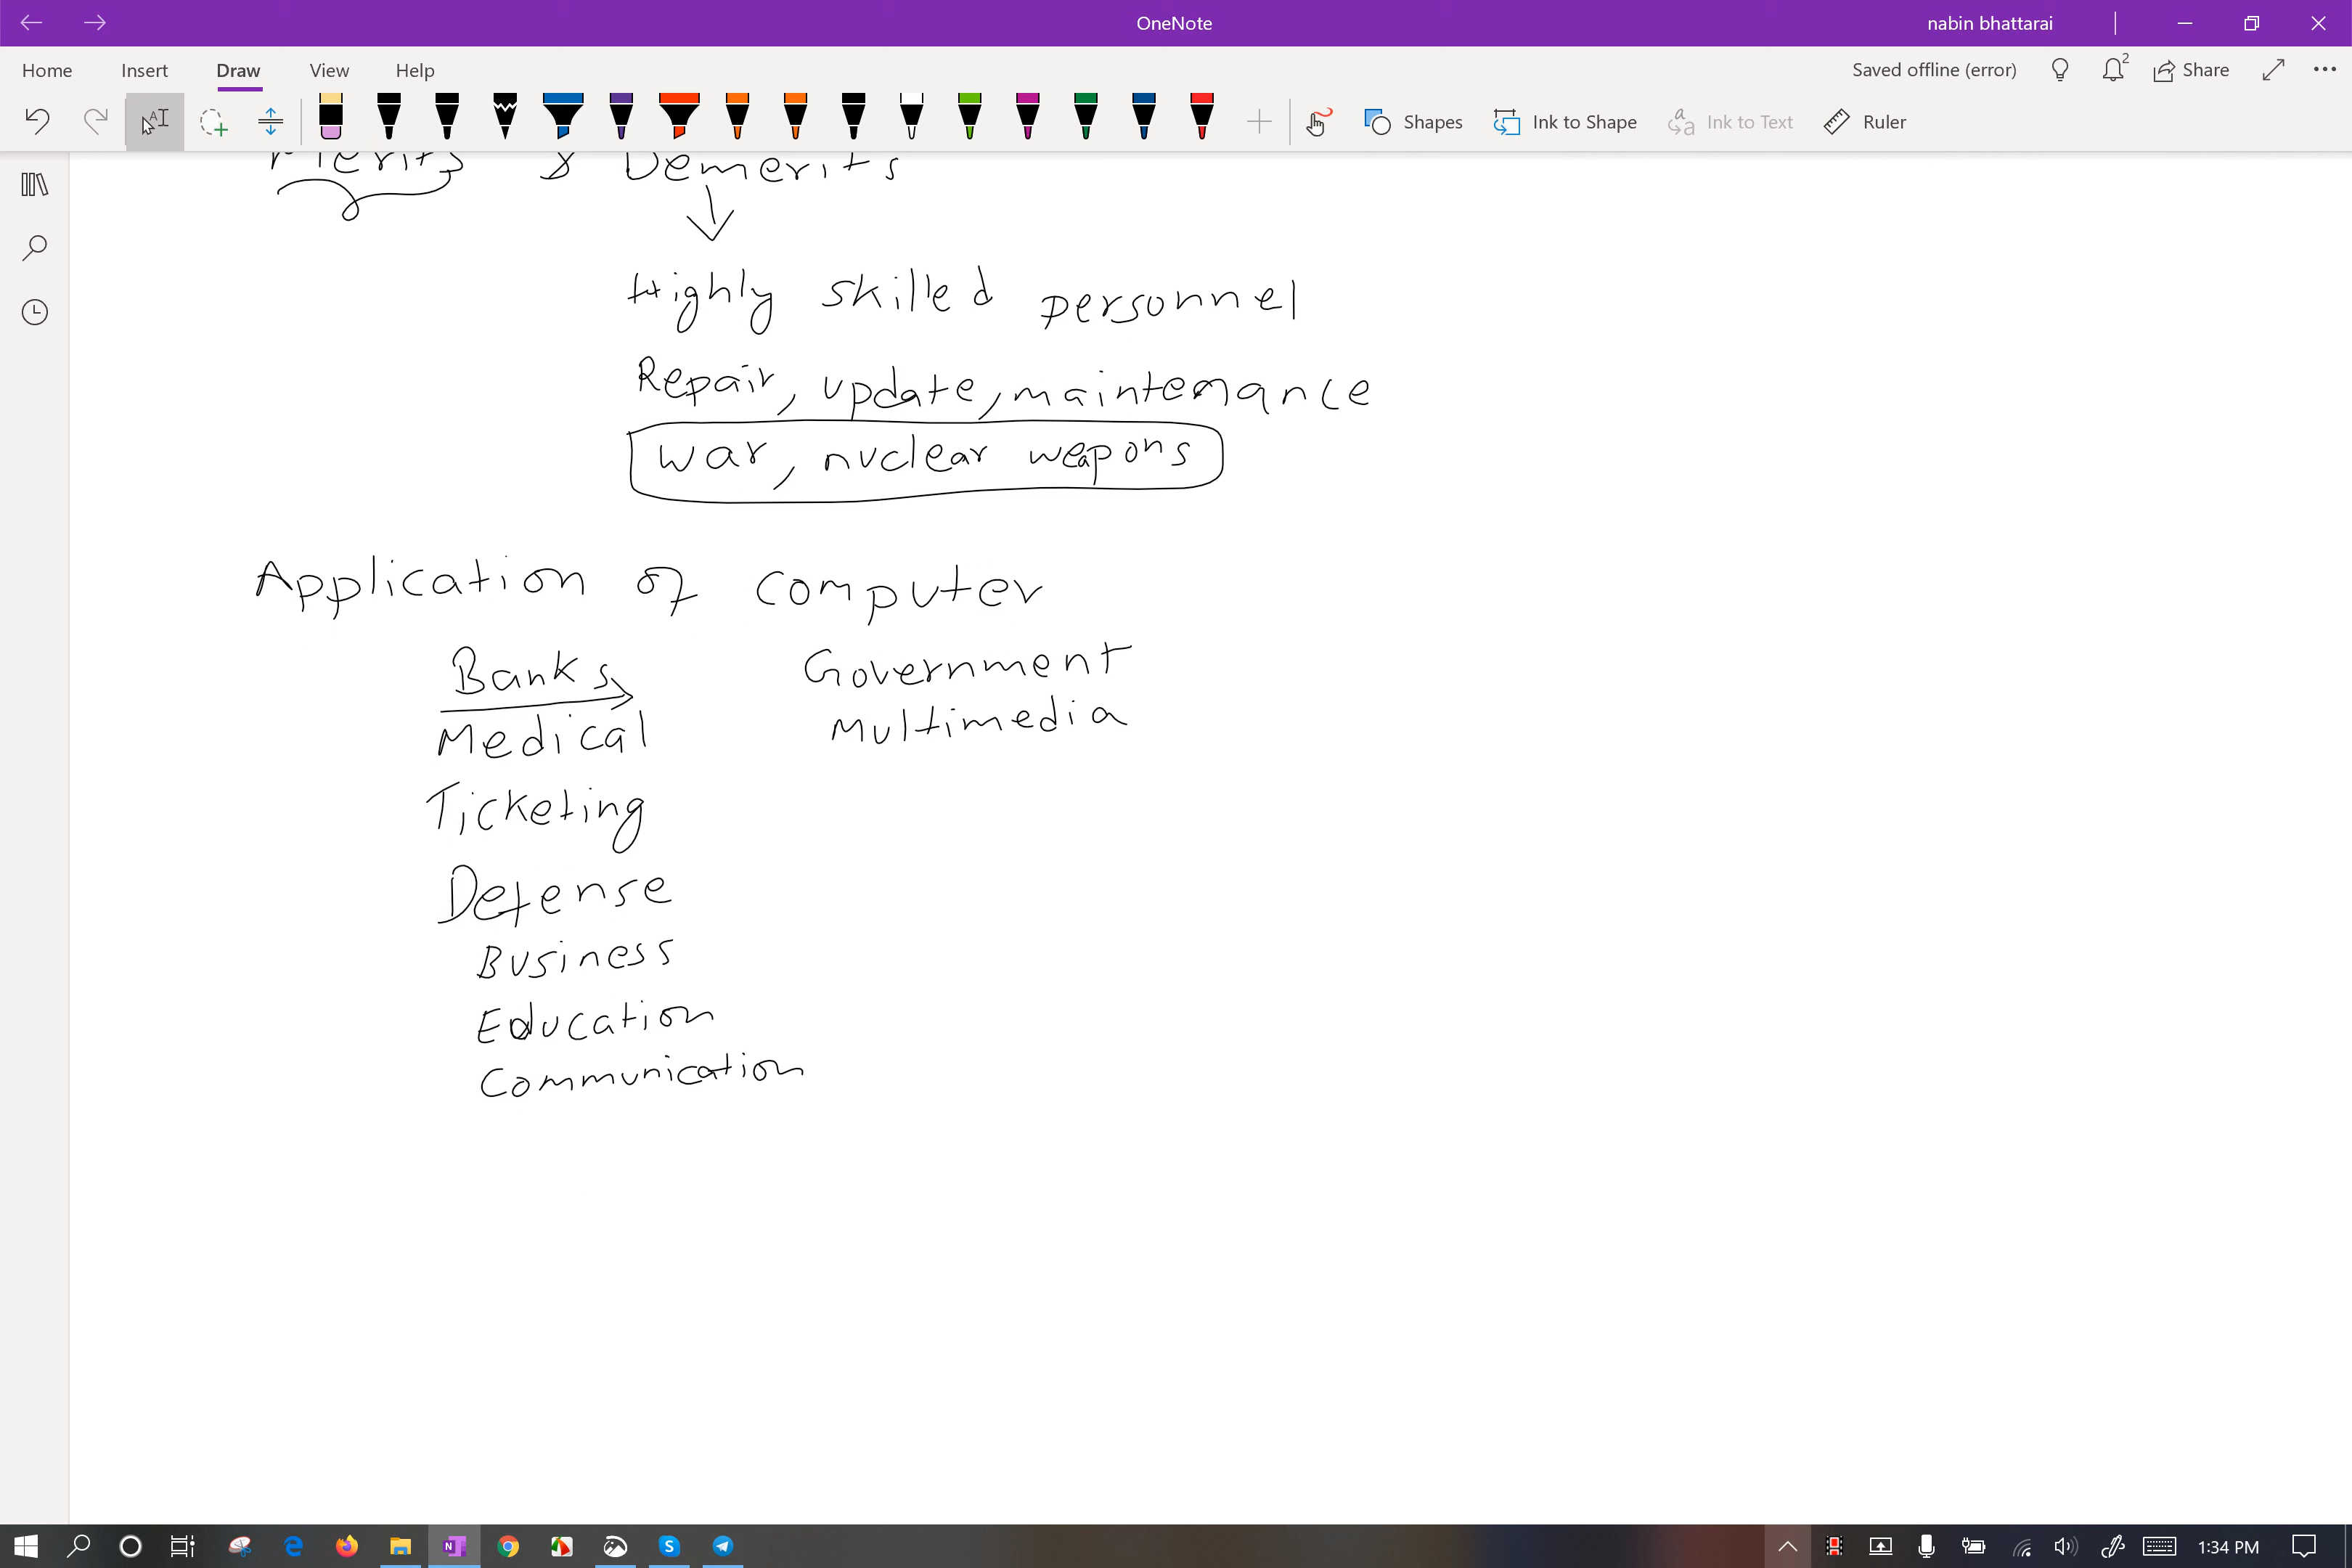 OneNote
nabin bhattarai
Home Insert Draw View Help
Saved offline (error) 2 Share
Shapes Ink to Shape Ink to Text Ruler
Merits & Demerits
Highly skilled personnel
Repair, update, maintenance
war, nuclear weapons
Application of computer
Banks Government
Medical Multimedia
Ticketing
Defense
Business
Education
Communication
1:34 PM